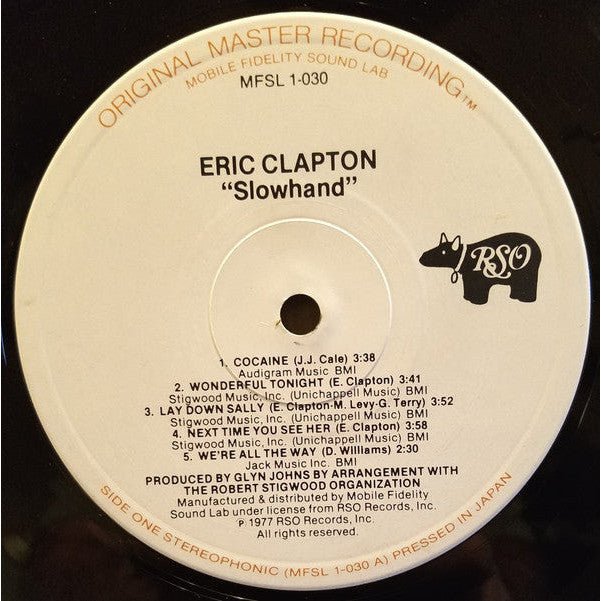 ORIGINAL MASTER RECORDING™
MOBILE FIDELITY SOUND LAB
MFSL 1-030
ERIC CLAPTON
"Slowhand"
RSO
1. COCAINE (J.J. Cale) 3:38
Audigram Music BMI
2. WONDERFUL TONIGHT (E. Clapton) 3:41
Stigwood Music, Inc. (Unichappell Music) BMI
3. LAY DOWN SALLY (E. Clapton-M. Levy-G. Terry) 3:52
Stigwood Music, Inc. (Unichappell Music) BMI
4. NEXT TIME YOU SEE HER (E. Clapton) 3:58
Stigwood Music, Inc. (Unichappell Music) BMI
5. WE'RE ALL THE WAY (D. Williams) 2:30
Jack Music Inc. BMI
PRODUCED BY GLYN JOHNS BY ARRANGEMENT WITH
THE ROBERT STIGWOOD ORGANIZATION
Manufactured & distributed by Mobile Fidelity
Sound Lab under license from RSO Records, Inc.
℗ 1977 RSO Records, Inc.
All rights reserved.
SIDE ONE STEREOPHONIC (MFSL 1-030 A) PRESSED IN JAPAN